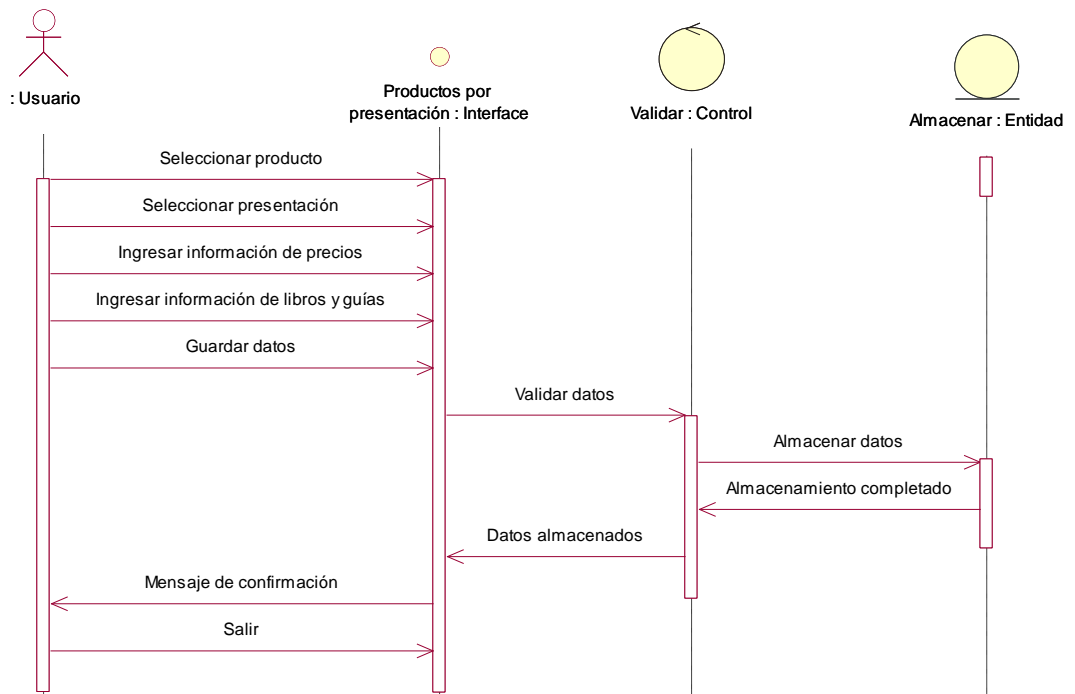 : Usuario
Productos por
presentación : Interface
Validar : Control
Almacenar : Entidad
Seleccionar producto
Seleccionar presentación
Ingresar información de precios
Ingresar información de libros y guías
Guardar datos
Validar datos
Almacenar datos
Almacenamiento completado
Datos almacenados
Mensaje de confirmación
Salir